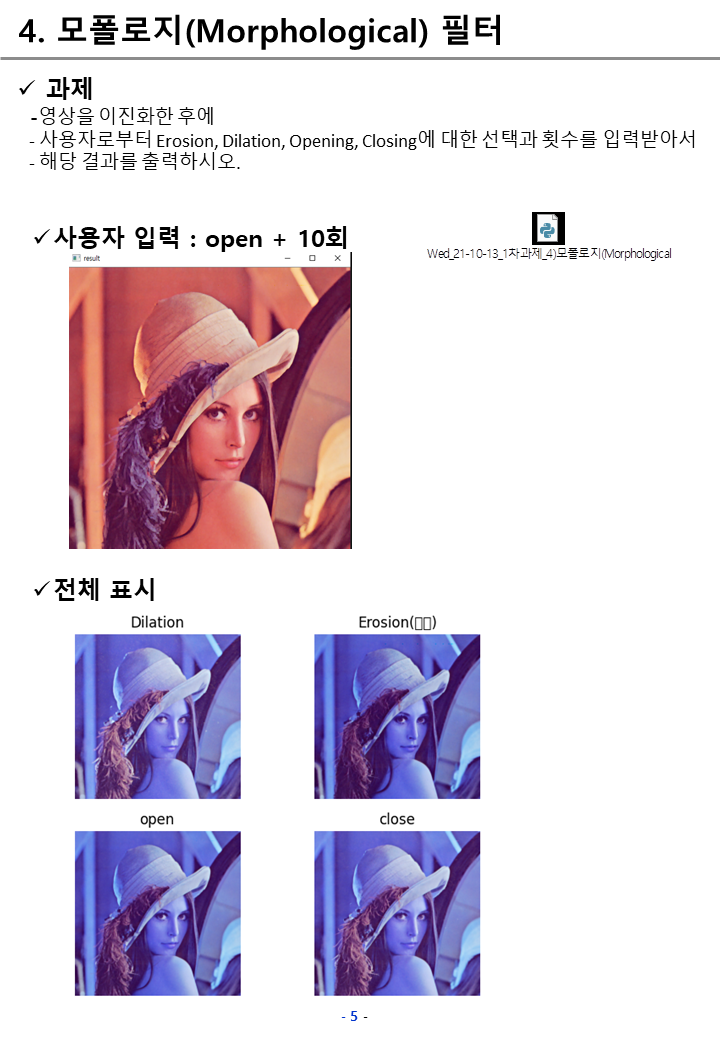 4. 모폴로지(Morphological) 필터
✓ 과제
-영상을 이진화한 후에
- 사용자로부터 Erosion, Dilation, Opening, Closing에 대한 선택과 횟수를 입력받아서
- 해당 결과를 출력하시오.
✓사용자 입력 : open + 10회
Wed_21-10-13_1차과제_4)모폴로지(Morphological
result
✓전체 표시
Dilation
Erosion(□□)
open
close
- 5 -